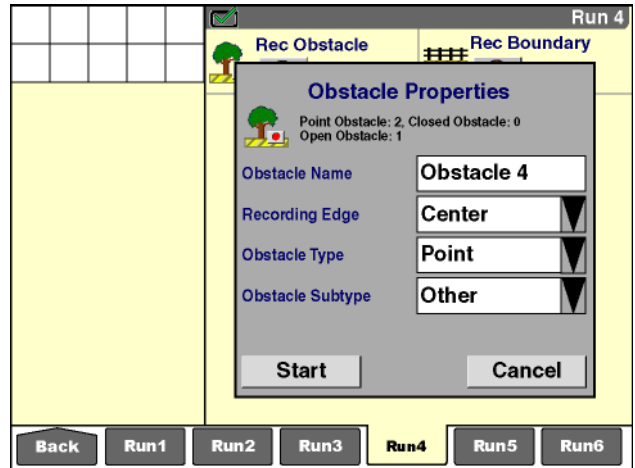 Run 4
Rec Obstacle
Rec Boundary
Obstacle Properties
Point Obstacle: 2, Closed Obstacle: 0
Open Obstacle: 1
Obstacle Name Obstacle 4
Recording Edge Center
Obstacle Type Point
Obstacle Subtype Other
Start Cancel
Back Run1 Run2 Run3 Run4 Run5 Run6